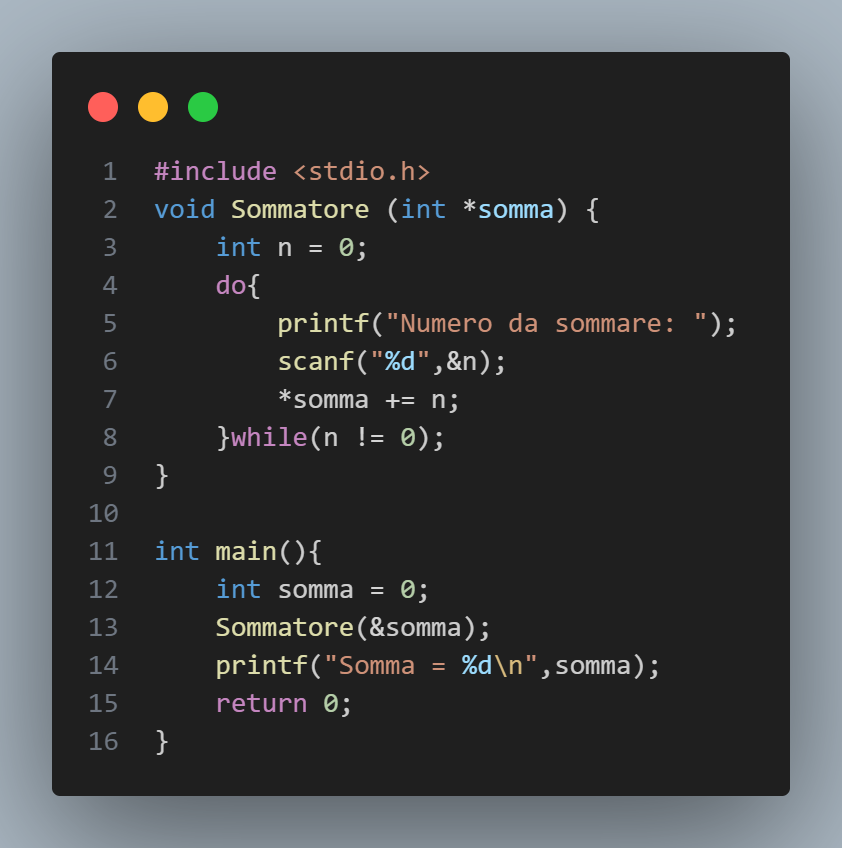 1 #include <stdio.h>
2 void Sommatore (int *somma) {
3     int n = 0;
4     do{
5         printf("Numero da sommare: ");
6         scanf("%d",&n);
7         *somma += n;
8     }while(n != 0);
9 }
10
11 int main(){
12     int somma = 0;
13     Sommatore(&somma);
14     printf("Somma = %d\n",somma);
15     return 0;
16 }